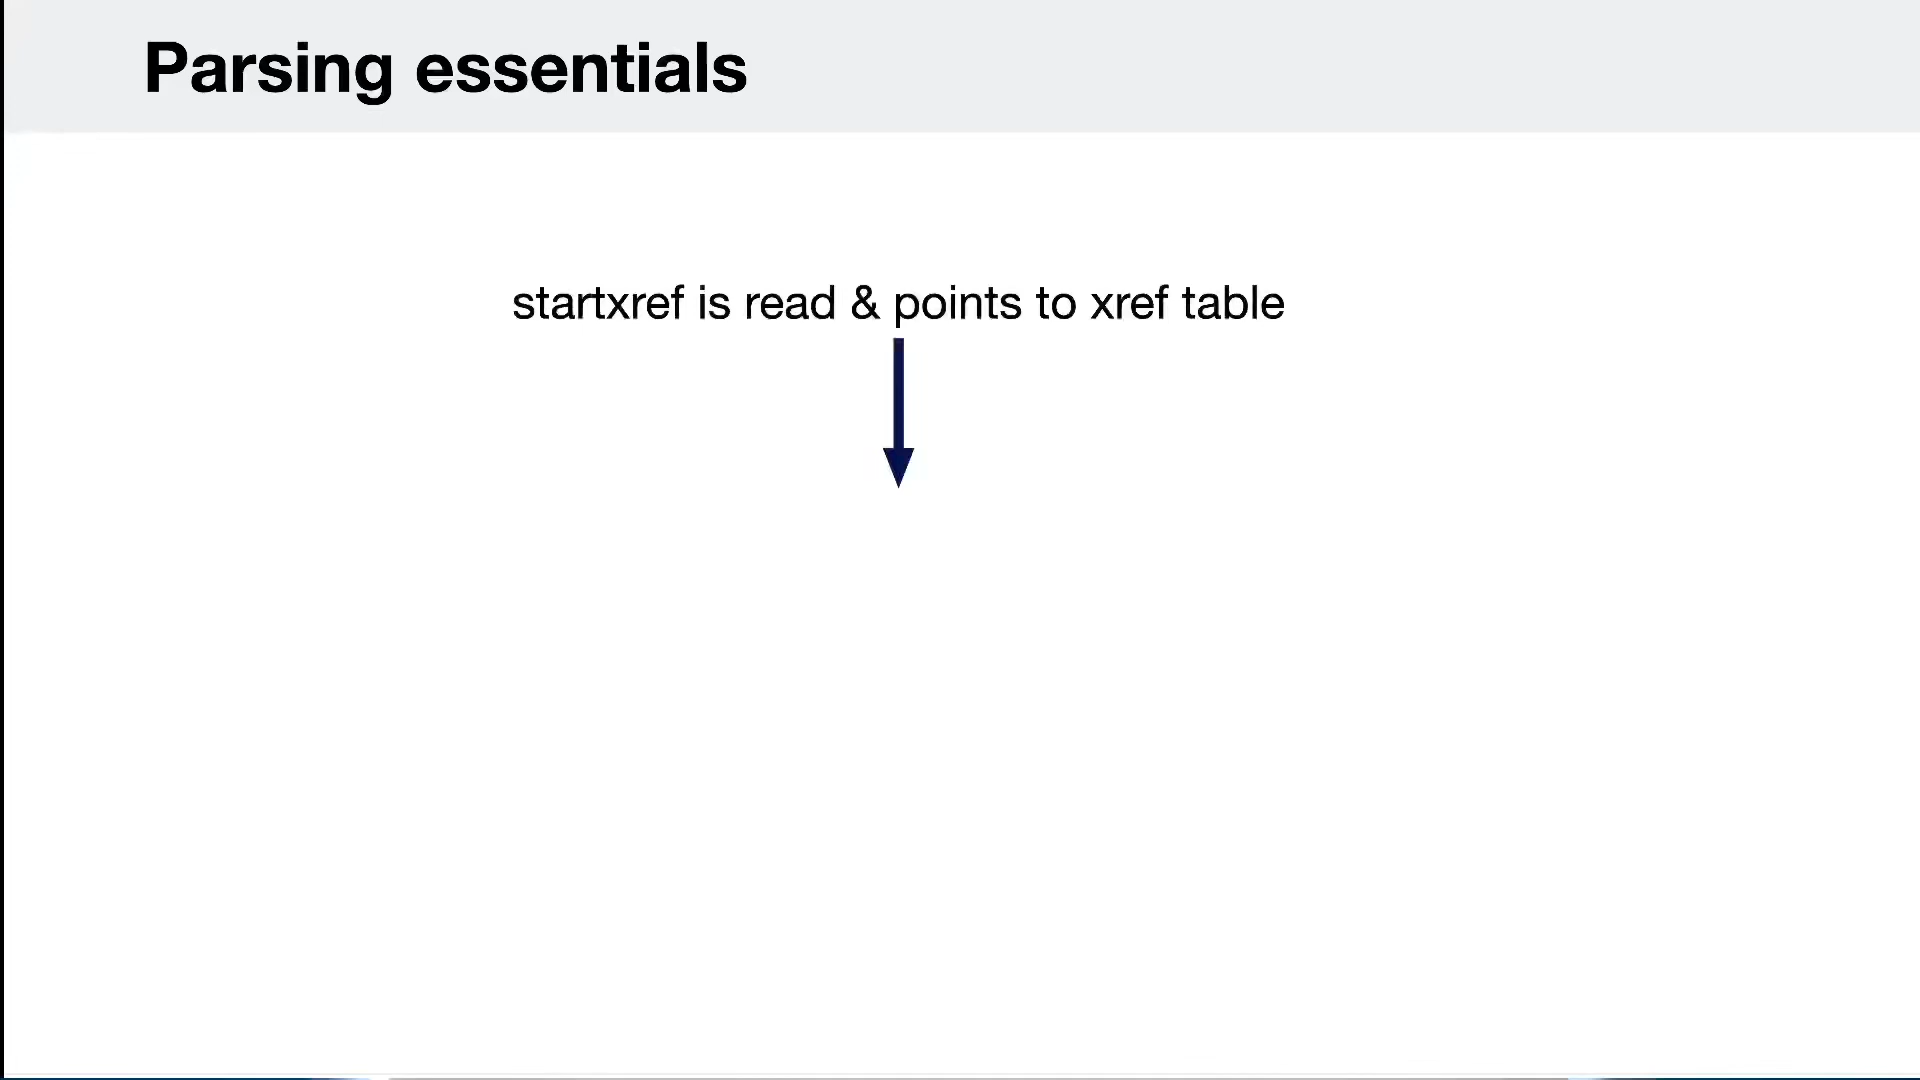 Parsing essentials
startxref is read & points to xref table